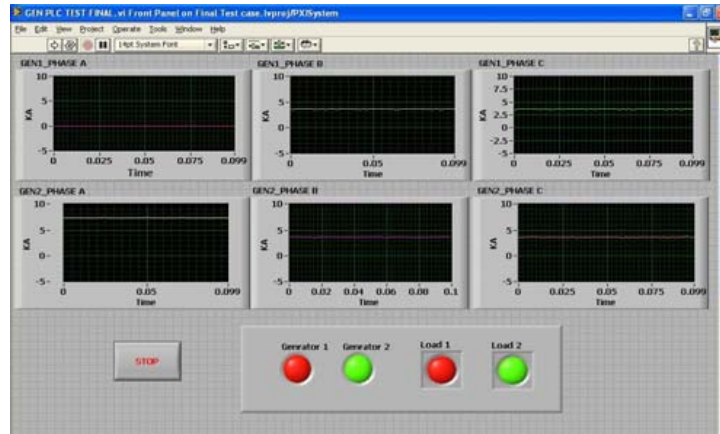 GEN PLC TEST FINAL.vi Front Panel on Final Test case.lvproj/PXISystem
File Edit View Project Operate Tools Window Help
14pt System Font
GEN1_PHASE A
10
5
0
-5
KA
0 0.025 0.05 0.075 0.099
Time
GEN1_PHASE B
10
5
0
-5
KA
0 0.05 0.099
Time
GEN1_PHASE C
10
7.5
5
2.5
0
-2.5
-5
KA
0 0.025 0.05 0.075 0.099
Time
GEN2_PHASE A
10
5
0
-5
KA
0 0.05 0.099
Time
GEN2_PHASE B
10
5
0
-5
KA
0 0.02 0.04 0.06 0.08 0.1
Time
GEN2_PHASE C
10
5
0
-5
KA
0 0.025 0.05 0.075 0.099
Time
STOP
Genrator 1 Genrator 2 Load 1 Load 2